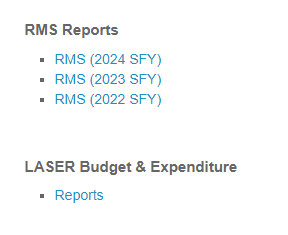 RMS Reports
RMS (2024 SFY)
RMS (2023 SFY)
RMS (2022 SFY)
LASER Budget & Expenditure
Reports